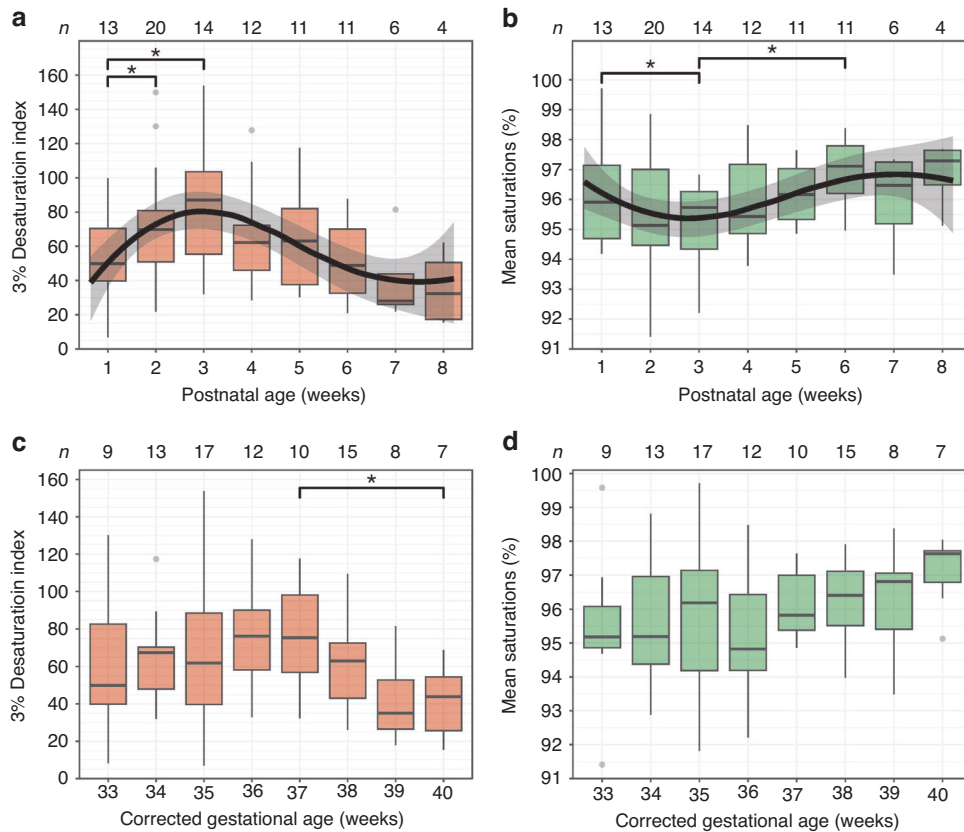 a
n 13 20 14 12 11 11 6 4
160
140
120
100
80
60
40
20
0
3% Desaturatioin index
* *
1 2 3 4 5 6 7 8
Postnatal age (weeks)
b
n 13 20 14 12 11 11 6 4
100
99
98
97
96
95
94
93
92
91
Mean saturations (%)
* *
1 2 3 4 5 6 7 8
Postnatal age (weeks)
c
n 9 13 17 12 10 15 8 7
160
140
120
100
80
60
40
20
0
3% Desaturatioin index
*
33 34 35 36 37 38 39 40
Corrected gestational age (weeks)
d
n 9 13 17 12 10 15 8 7
100
99
98
97
96
95
94
93
92
91
Mean saturations (%)
33 34 35 36 37 38 39 40
Corrected gestational age (weeks)